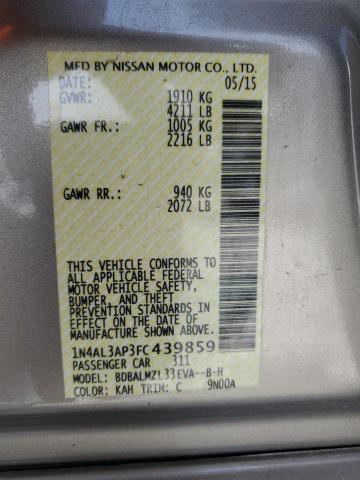 MFD BY NISSAN MOTOR CO., LTD.
DATE: 05/15
GVWR: 1910 KG
4211 LB
GAWR FR.: 1005 KG
2216 LB
GAWR RR.: 940 KG
2072 LB
THIS VEHICLE CONFORMS TO
ALL APPLICABLE FEDERAL
MOTOR VEHICLE SAFETY,
BUMPER, AND THEFT
PREVENTION STANDARDS IN
EFFECT ON THE DATE OF
MANUFACTURE SHOWN ABOVE.
1N4AL3AP3FC439859
PASSENGER CAR 311
MODEL: BDBALMZL33EVA--B-H
COLOR: KAH TRIM: C 9N00A